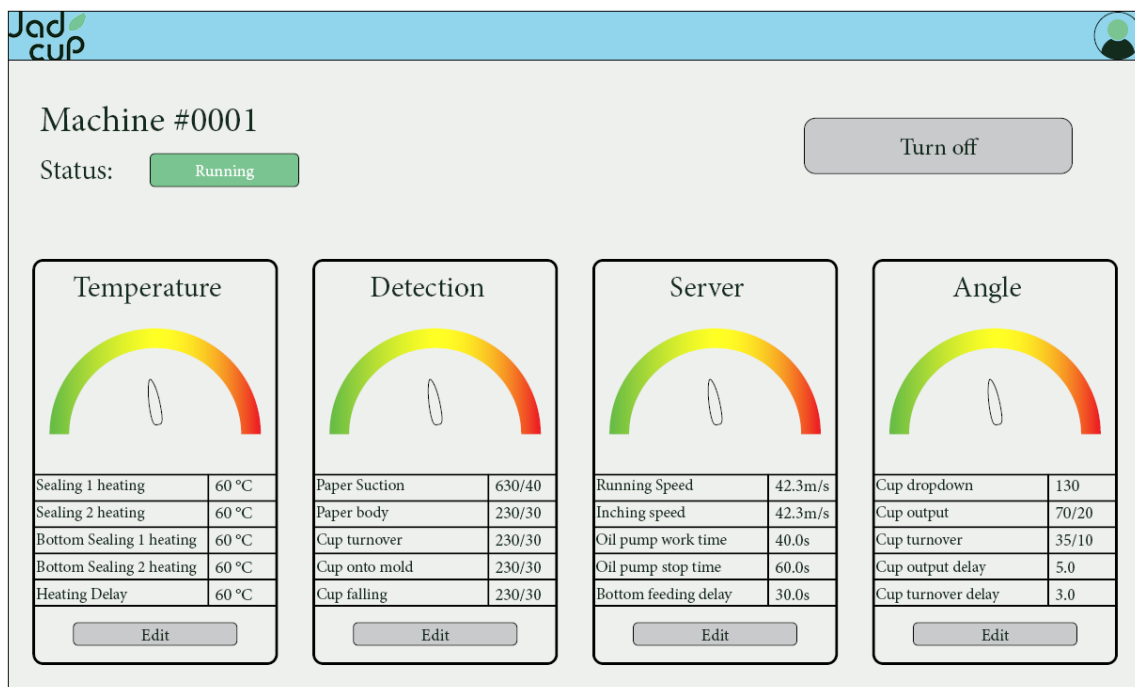 Jad
cup
Machine #0001
Turn off
Status: Running
Temperature
Sealing 1 heating 60 °C
Sealing 2 heating 60 °C
Bottom Sealing 1 heating 60 °C
Bottom Sealing 2 heating 60 °C
Heating Delay 60 °C
Edit
Detection
Paper Suction 630/40
Paper body 230/30
Cup turnover 230/30
Cup onto mold 230/30
Cup falling 230/30
Edit
Server
Running Speed 42.3m/s
Inching speed 42.3m/s
Oil pump work time 40.0s
Oil pump stop time 60.0s
Bottom feeding delay 30.0s
Edit
Angle
Cup dropdown 130
Cup output 70/20
Cup turnover 35/10
Cup output delay 5.0
Cup turnover delay 3.0
Edit